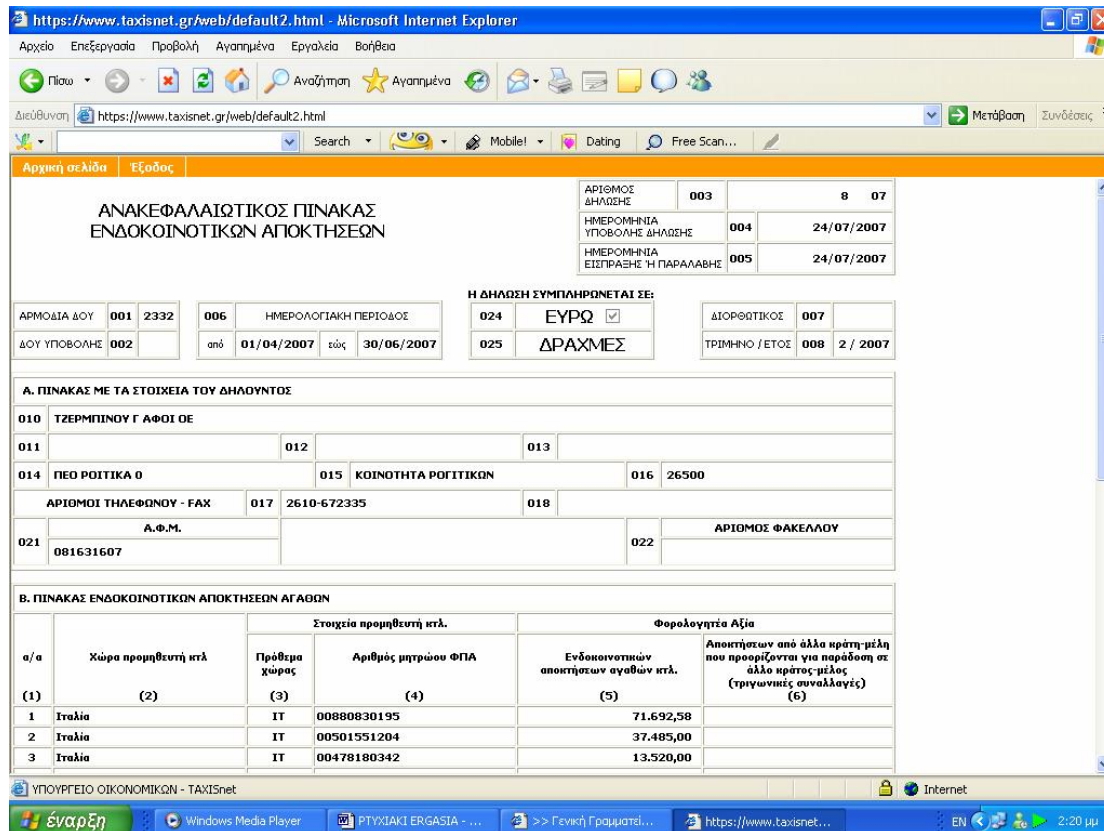 https://www.taxisnet.gr/web/default2.html - Microsoft Internet Explorer
Αρχείο Επεξεργασία Προβολή Αγαπημένα Εργαλεία Βοήθεια
Πίσω Αναζήτηση Αγαπημένα
Διεύθυνση https://www.taxisnet.gr/web/default2.html Μετάβαση Συνδέσεις
Search Mobile! Dating Free Scan...
Αρχική σελίδα Έξοδος
ΑΝΑΚΕΦΑΛΑΙΩΤΙΚΟΣ ΠΙΝΑΚΑΣ
ΕΝΔΟΚΟΙΝΟΤΙΚΩΝ ΑΠΟΚΤΗΣΕΩΝ
ΑΡΙΘΜΟΣ ΔΗΛΩΣΗΣ 003 8 07
ΗΜΕΡΟΜΗΝΙΑ ΥΠΟΒΟΛΗΣ ΔΗΛΩΣΗΣ 004 24/07/2007
ΗΜΕΡΟΜΗΝΙΑ ΕΙΣΠΡΑΞΗΣ Ή ΠΑΡΑΛΑΒΗΣ 005 24/07/2007
Η ΔΗΛΩΣΗ ΣΥΜΠΛΗΡΩΝΕΤΑΙ ΣΕ:
ΑΡΜΟΔΙΑ ΔΟΥ 001 2332 006 ΗΜΕΡΟΛΟΓΙΑΚΗ ΠΕΡΙΟΔΟΣ 024 ΕΥΡΩ ΔΙΟΡΘΩΤΙΚΟΣ 007
ΔΟΥ ΥΠΟΒΟΛΗΣ 002 από 01/04/2007 εώς 30/06/2007 025 ΔΡΑΧΜΕΣ ΤΡΙΜΗΝΟ / ΕΤΟΣ 008 2 / 2007
Α. ΠΙΝΑΚΑΣ ΜΕ ΤΑ ΣΤΟΙΧΕΙΑ ΤΟΥ ΔΗΛΟΥΝΤΟΣ
010 ΤΖΕΡΜΠΙΝΟΥ Γ ΑΦΟΙ ΟΕ
011 012 013
014 ΠΕΟ ΡΟΙΤΙΚΑ 0 015 ΚΟΙΝΟΤΗΤΑ ΡΟΓΙΤΙΚΩΝ 016 26500
ΑΡΙΘΜΟΙ ΤΗΛΕΦΩΝΟΥ - FAX 017 2610-672335 018
021 Α.Φ.Μ. 022 ΑΡΙΘΜΟΣ ΦΑΚΕΛΛΟΥ
081631607
Β. ΠΙΝΑΚΑΣ ΕΝΔΟΚΟΙΝΟΤΙΚΩΝ ΑΠΟΚΤΗΣΕΩΝ ΑΓΑΘΩΝ
Στοιχεία προμηθευτή κτλ. Φορολογητέα Αξία
α/α Χώρα προμηθευτή κτλ Πρόθεμα χώρας Αριθμός μητρώου ΦΠΑ Ενδοκοινοτικών αποκτήσεων αγαθών κτλ. Αποκτήσεων από άλλα κράτη-μέλη που προορίζονται για παράδοση σε άλλο κράτος-μέλος (τριγωνικές συναλλαγές)
(1) (2) (3) (4) (5) (6)
1 Ιταλία IT 00880830195 71.692,58
2 Ιταλία IT 00501551204 37.485,00
3 Ιταλία IT 00478180342 13.520,00
ΥΠΟΥΡΓΕΙΟ ΟΙΚΟΝΟΜΙΚΩΝ - TAXISnet Internet
έναρξη Windows Media Player PTYXIAKI ERGASIA - ... >> Γενική Γραμματεί... https://www.taxisnet... EN 2:20 μμ